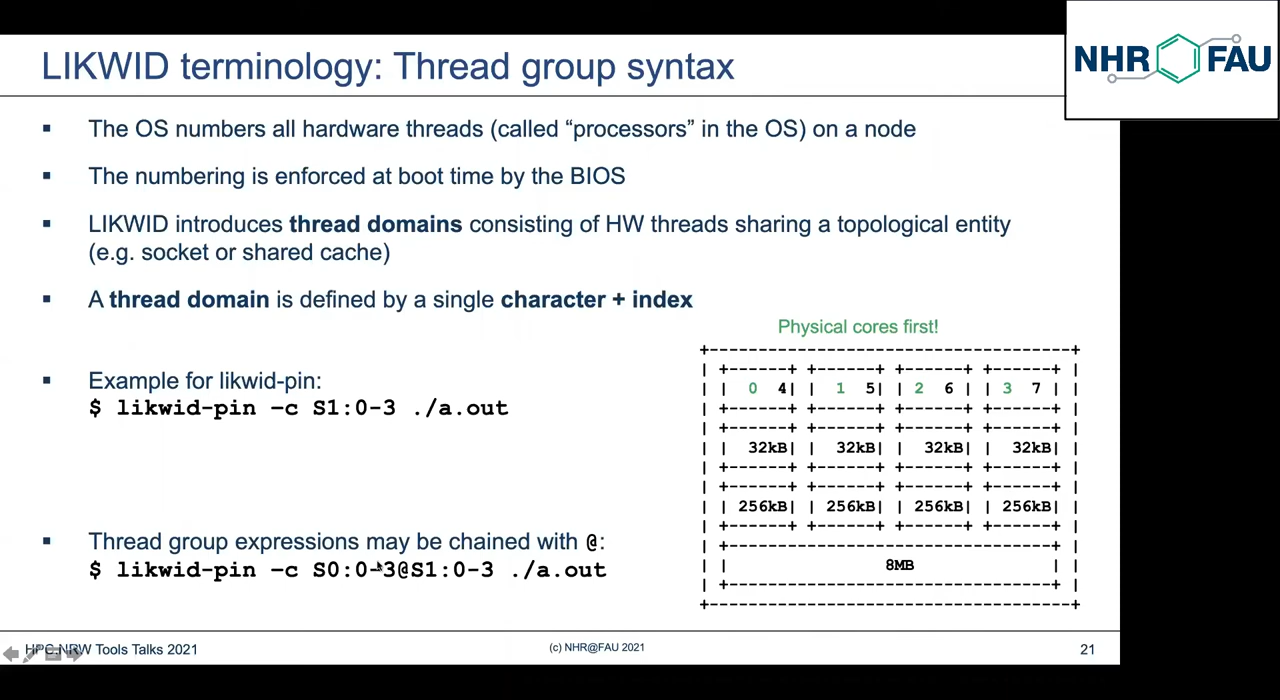 LIKWID terminology: Thread group syntax
NHR FAU
▪ The OS numbers all hardware threads (called “processors” in the OS) on a node
▪ The numbering is enforced at boot time by the BIOS
▪ LIKWID introduces thread domains consisting of HW threads sharing a topological entity
(e.g. socket or shared cache)
▪ A thread domain is defined by a single character + index
▪ Example for likwid-pin:
$ likwid-pin –c S1:0-3 ./a.out
▪ Thread group expressions may be chained with @:
$ likwid-pin –c S0:0-3@S1:0-3 ./a.out
Physical cores first!
+--------------------------------------+
| +------+ +------+ +------+ +------+ |
| | 0 4| | 1 5| | 2 6 | | 3 7 | |
| +------+ +------+ +------+ +------+ |
| +------+ +------+ +------+ +------+ |
| | 32kB| | 32kB| | 32kB| | 32kB| |
| +------+ +------+ +------+ +------+ |
| +------+ +------+ +------+ +------+ |
| | 256kB| | 256kB| | 256kB| | 256kB| |
| +------+ +------+ +------+ +------+ |
| +----------------------------------+ |
| | 8MB | |
| +----------------------------------+ |
+--------------------------------------+
HPC.NRW Tools Talks 2021
(c) NHR@FAU 2021
21